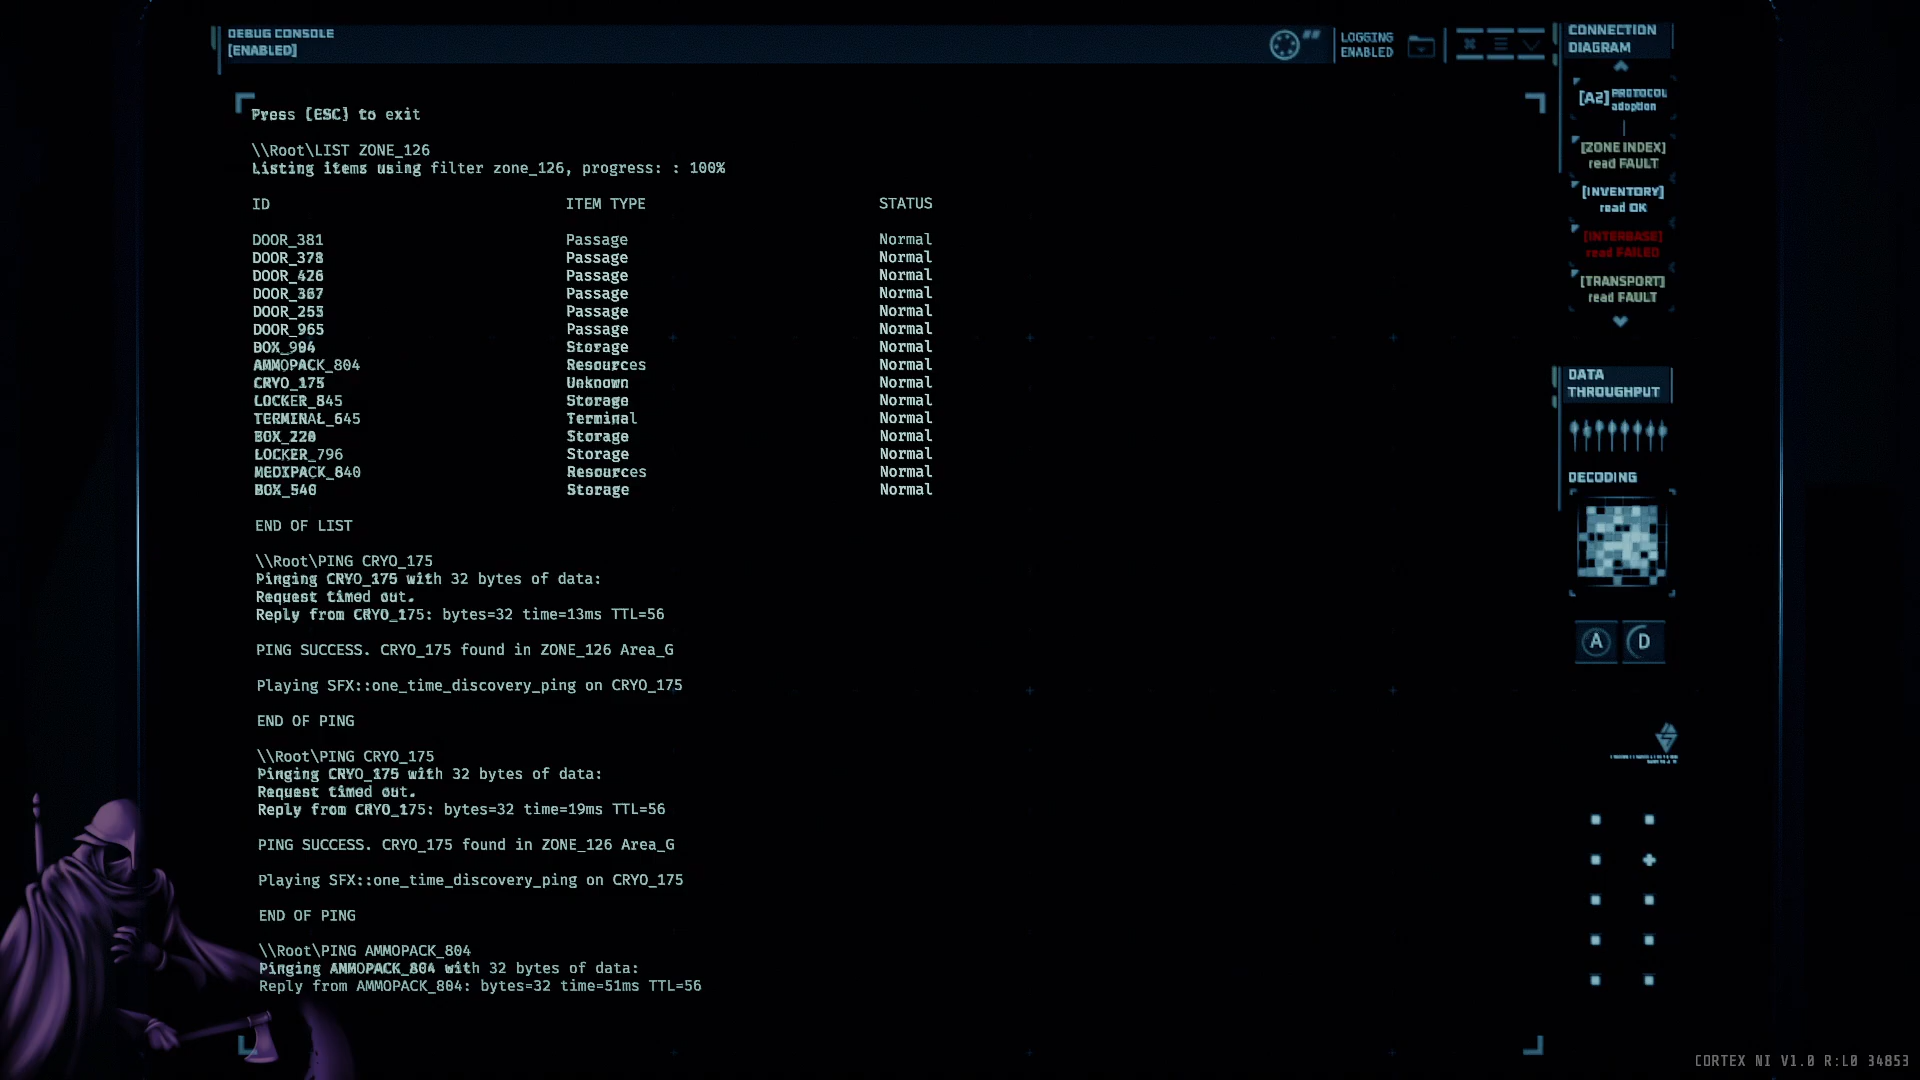 DEBUG CONSOLE
[ENABLED]
LOGGING
ENABLED
Press [ESC] to exit
\\Root\LIST ZONE_126
Listing items using filter zone_126, progress: : 100%
ID ITEM TYPE STATUS
DOOR_381 Passage Normal
Passage Normal
Passage Normal
DOOR_367 Passage Normal
DOOR_255 Passage Normal
DOOR_965 Passage Normal
Storage Normal
AMMOPACK_804 Resources Normal
CRYO_175 Unknown Normal
LOCKER_845 Storage Normal
TERMINAL_645 Terminal Normal
Storage Normal
LOCKER_796 Storage Normal
MEDIPACK_840 Resources Normal
BOX_540 Storage Normal
END OF LIST
\\Root\PING CRYO_175
Pinging CRYO_175 with 32 bytes of data:
Request timed out.
Reply from CRYO_175: bytes=32 time=13ms TTL=56
PING SUCCESS. CRYO_175 found in ZONE_126 Area_G
Playing SFX::one_time_discovery_ping on CRYO_175
END OF PING
\\Root\PING CRYO_175
Pinging CRYO_175 with 32 bytes of data:
Request timed out.
Reply from CRYO_175: bytes=32 time=19ms TTL=56
PING SUCCESS. CRYO_175 found in ZONE_126 Area_G
Playing SFX::one_time_discovery_ping on CRYO_175
END OF PING
\\Root\PING AMMOPACK_804
Pinging AMMOPACK_804 with 32 bytes of data:
Reply from AMMOPACK_804: bytes=32 time=51ms TTL=56
CONNECTION
DIAGRAM
[A2] PROTOCOL
adoption
[ZONE INDEX]
read FAULT
[INVENTORY]
read OK
[INTERBASE]
read FAILED
[TRANSPORT]
read FAULT
DATA
THROUGHPUT
DECODING
A D
CORTEX NI V1.0 R:L0 34853